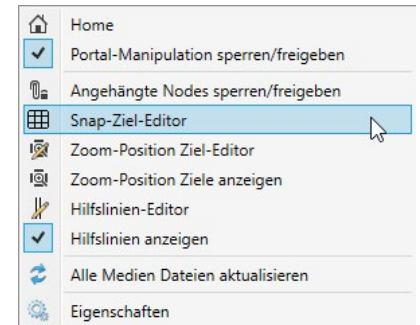 Home
Portal-Manipulation sperren/freigeben
Angehängte Nodes sperren/freigeben
Snap-Ziel-Editor
Zoom-Position Ziel-Editor
Zoom-Position Ziele anzeigen
Hilfslinien-Editor
Hilfslinien anzeigen
Alle Medien Dateien aktualisieren
Eigenschaften